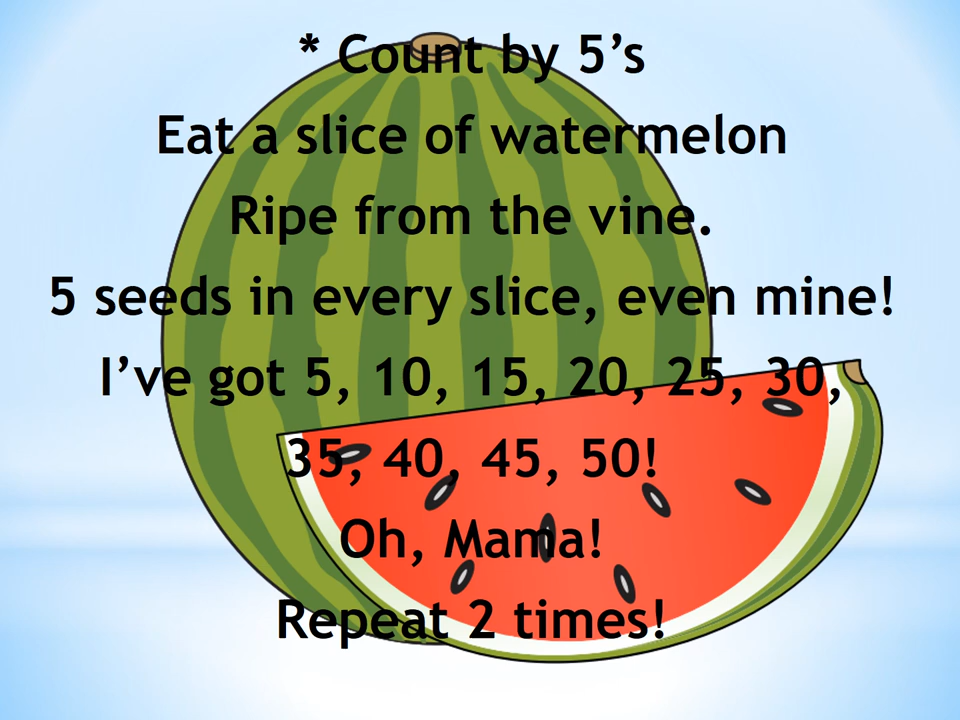 * Count by 5’s
Eat a slice of watermelon
Ripe from the vine.
5 seeds in every slice, even mine!
I’ve got 5, 10, 15, 20, 25, 30,
35, 40, 45, 50!
Oh, Mama!
Repeat 2 times!